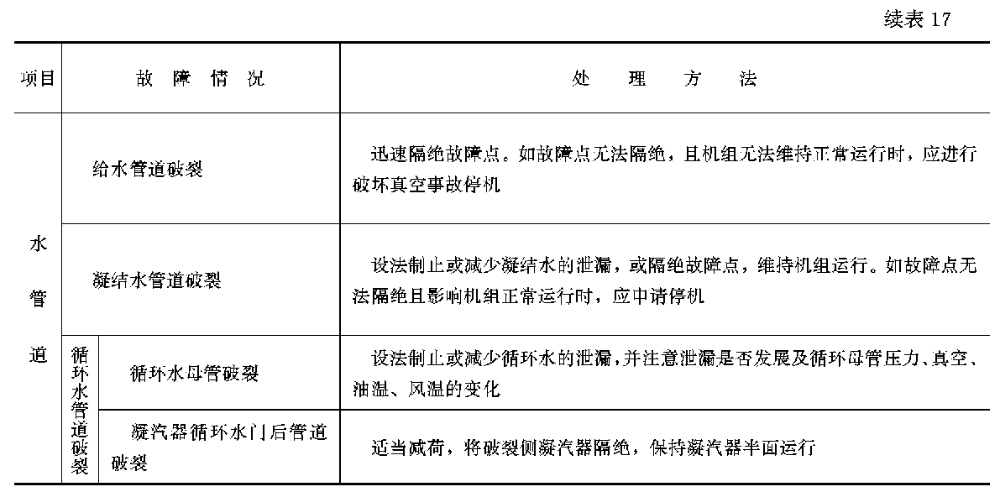 续表 17
项目 故障情况 处理方法
水管道
给水管道破裂
迅速隔绝故障点。如故障点无法隔绝，且机组无法维持正常运行时，应进行
破坏真空事故停机
凝结水管道破裂
设法制止或减少凝结水的泄漏，或隔绝故障点，维持机组运行。如故障点无
法隔绝且影响机组正常运行时，应申请停机
循环水管道破裂
循环水母管破裂
设法制止或减少循环水的泄漏，并注意泄漏是否发展及循环母管压力、真空、
油温、风温的变化
凝汽器循环水门后管道
破裂
适当减荷，将破裂侧凝汽器隔绝，保持凝汽器半面运行